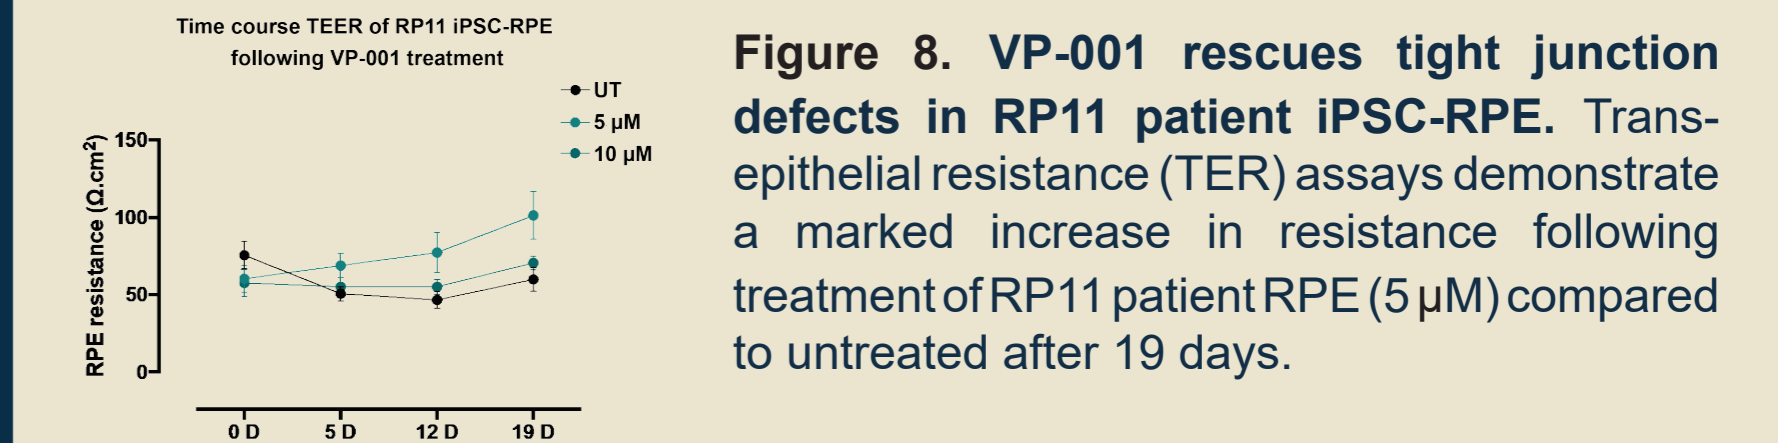 Time course TEER of RP11 iPSC-RPE
following VP-001 treatment
UT
5 µM
10 µM
RPE resistance (Ω.cm²)
150
100
50
0
0 D
5 D
12 D
19 D
Figure 8. VP-001 rescues tight junction
defects in RP11 patient iPSC-RPE. Trans-
epithelial resistance (TER) assays demonstrate
a marked increase in resistance following
treatment of RP11 patient RPE (5 µM) compared
to untreated after 19 days.